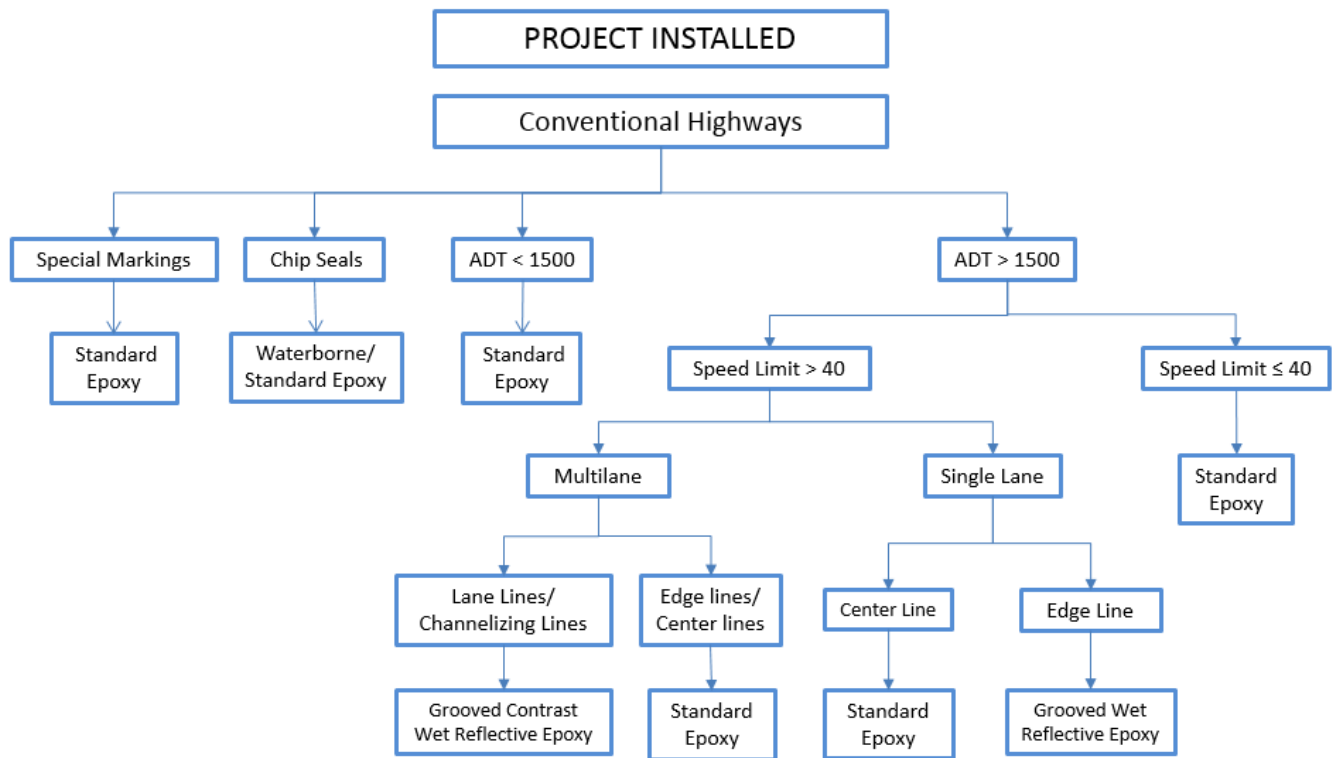 PROJECT INSTALLED
Conventional Highways
Special Markings
Chip Seals
ADT < 1500
ADT > 1500
Standard
Epoxy
Waterborne/
Standard Epoxy
Standard
Epoxy
Speed Limit > 40
Speed Limit ≤ 40
Multilane
Single Lane
Standard
Epoxy
Lane Lines/
Channelizing Lines
Edge lines/
Center lines
Center Line
Edge Line
Grooved Contrast
Wet Reflective Epoxy
Standard
Epoxy
Standard
Epoxy
Grooved Wet
Reflective Epoxy